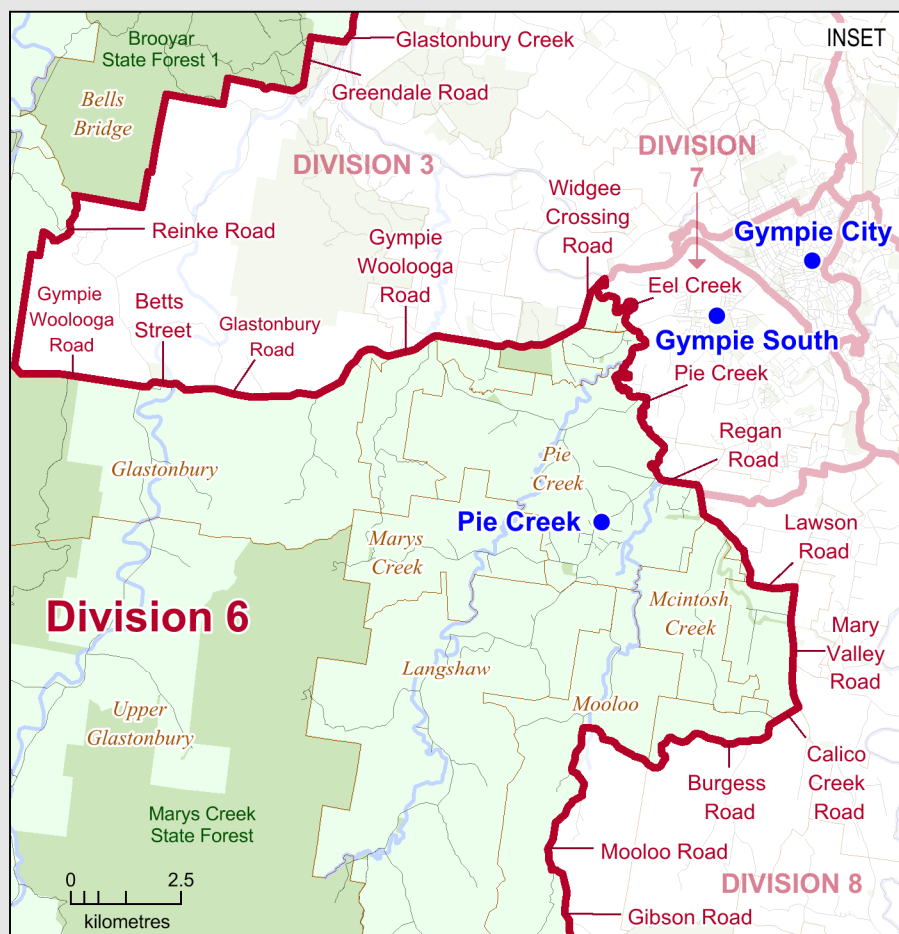 INSET
Brooyar
State Forest 1
Glastonbury Creek
Greendale Road
Bells
Bridge
DIVISION 3
DIVISION
7
Widgee
Crossing
Road
Reinke Road
Gympie
Woolooga
Road
Gympie City
Eel Creek
Gympie South
Gympie
Woolooga
Road
Betts
Street
Glastonbury
Road
Pie Creek
Regan
Road
Glastonbury
Pie
Creek
Pie Creek
Marys
Creek
Lawson
Road
Division 6
Mcintosh
Creek
Mary
Valley
Road
Langshaw
Upper
Glastonbury
Mooloo
Burgess
Road
Calico
Creek
Road
Marys Creek
State Forest
Mooloo Road
DIVISION 8
Gibson Road
0 2.5
kilometres